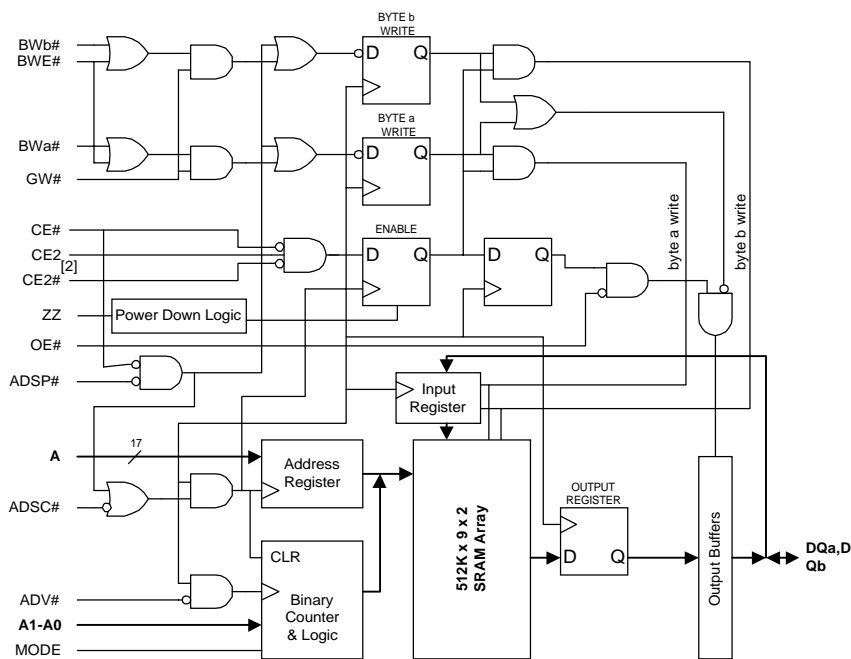 BYTE b
WRITE
BWb#
BWE#
D Q
BYTE a
WRITE
BWa#
GW#
D Q
CE#
CE2
[2]
CE2#
ENABLE
D Q
D Q
byte a write
byte b write
ZZ
Power Down Logic
OE#
ADSP#
Input
Register
A
17
Address
Register
ADSC#
OUTPUT
REGISTER
D Q
512K x 9 x 2
SRAM Array
Output Buffers
DQa,D
Qb
CLR
Binary
Counter
& Logic
ADV#
A1-A0
MODE